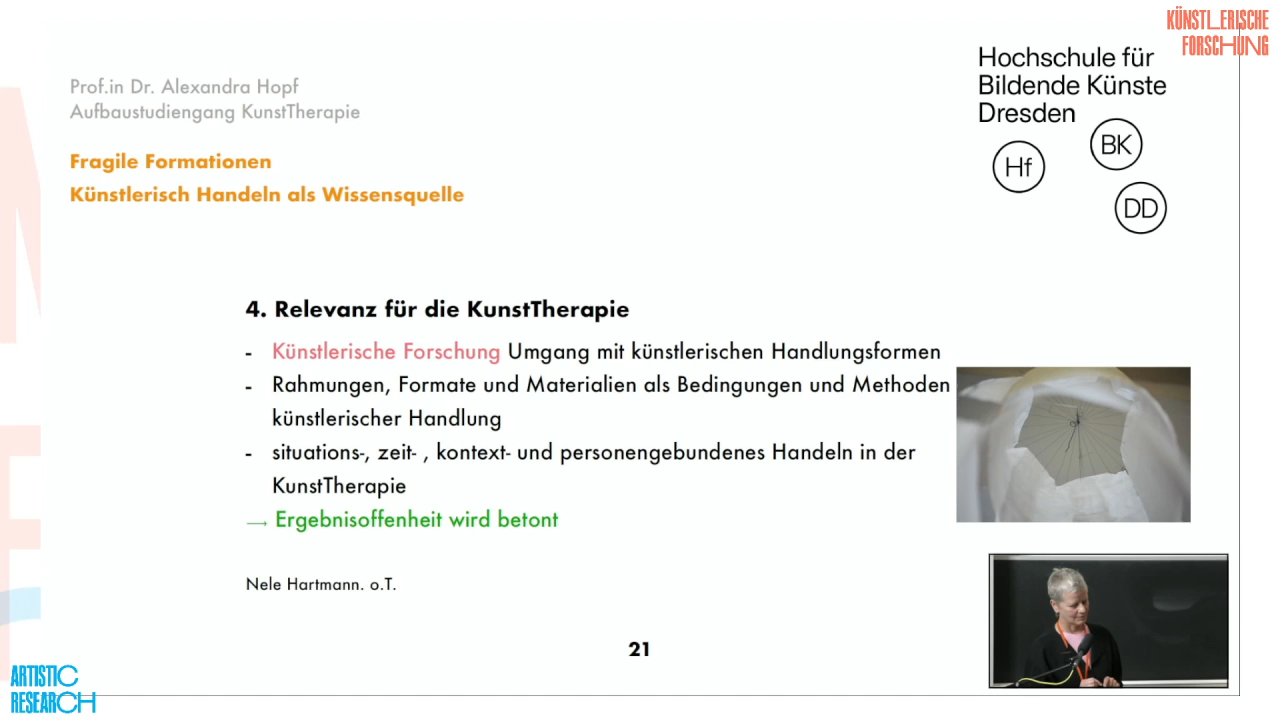 KÜNSTLERISCHE
FORSCHUNG
Hochschule für
Bildende Künste
Dresden
Hf
BK
DD
Prof.in Dr. Alexandra Hopf
Aufbaustudiengang KunstTherapie
Fragile Formationen
Künstlerisch Handeln als Wissensquelle
4. Relevanz für die KunstTherapie
- Künstlerische Forschung Umgang mit künstlerischen Handlungsformen
- Rahmungen, Formate und Materialien als Bedingungen und Methoden
künstlerischer Handlung
- situations-, zeit- , kontext- und personengebundenes Handeln in der
KunstTherapie
→ Ergebnisoffenheit wird betont
Nele Hartmann. o.T.
21
ARTISTIC
RESEARCH